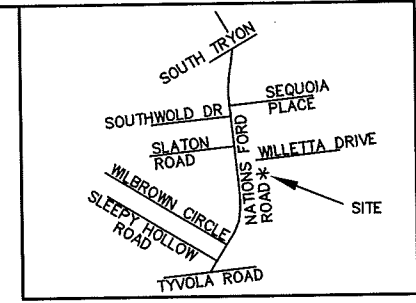 SOUTH TRYON
SEQUOIA
PLACE
SOUTHWOLD DR
SLATON
ROAD
NATIONS FORD
ROAD *
WILLETTA DRIVE
SITE
WILBROWN CIRCLE
SLEEPY HOLLOW
ROAD
TYVOLA ROAD